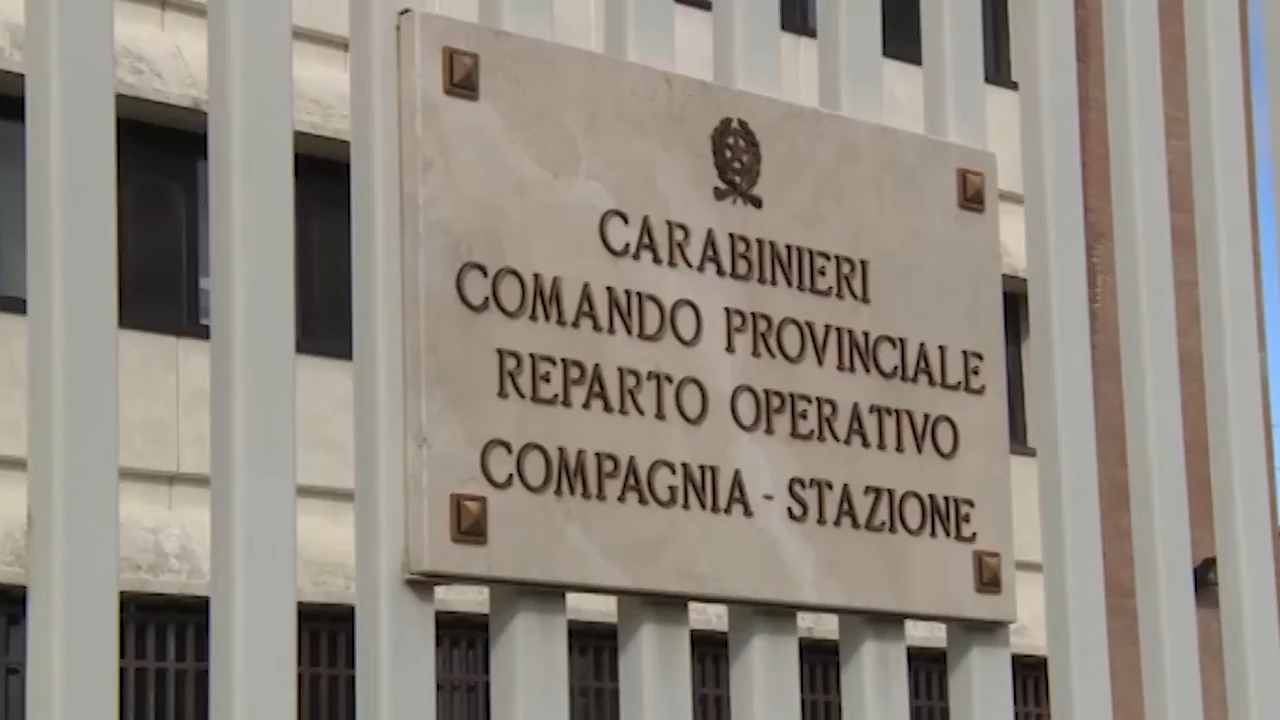 CARABINIERI
COMANDO PROVINCIALE
REPARTO OPERATIVO
COMPAGNIA - STAZIONE